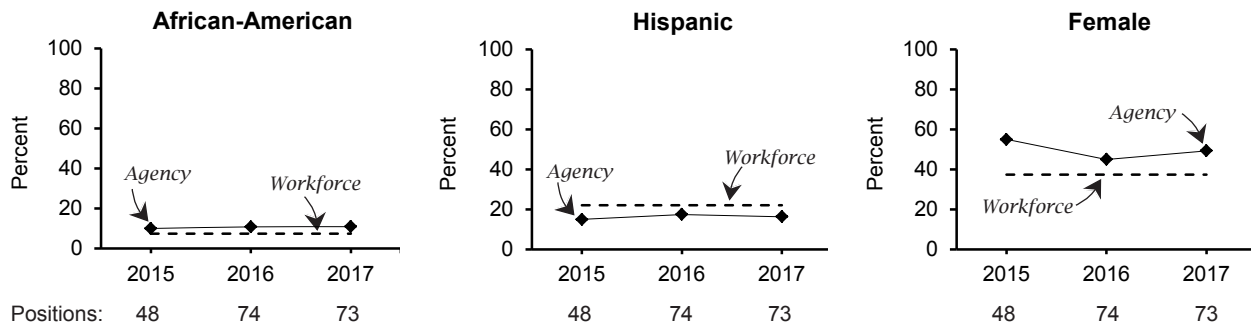 African-American
100
80
60
40
20
0
Percent
Agency
Workforce
2015 2016 2017
Positions: 48 74 73
Hispanic
100
80
60
40
20
0
Percent
Agency
Workforce
2015 2016 2017
48 74 73
Female
100
80
60
40
20
0
Percent
Agency
Workforce
2015 2016 2017
48 74 73